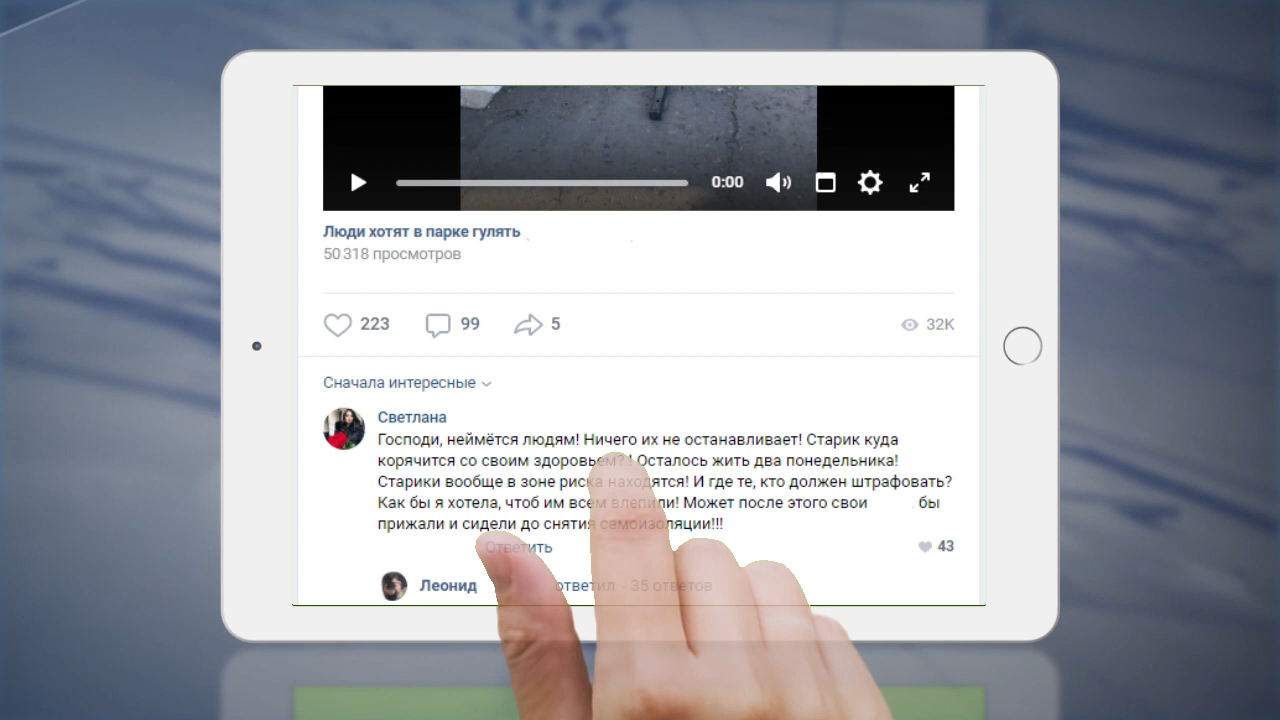 0:00
Люди хотят в парке гулять
50 318 просмотров
223 99 5 32K
Сначала интересные
Светлана
Господи, неймётся людям! Ничего их не останавливает! Старик куда
корячится со своим здоровьем?! Осталось жить два понедельника!
Старики вообще в зоне риска находятся! И где те, кто должен штрафовать?
Как бы я хотела, чтоб им всем влепили! Может после этого свои бы
прижали и сидели до снятия самоизоляции!!!
Ответить 43
Леонид ответил - 35 ответов